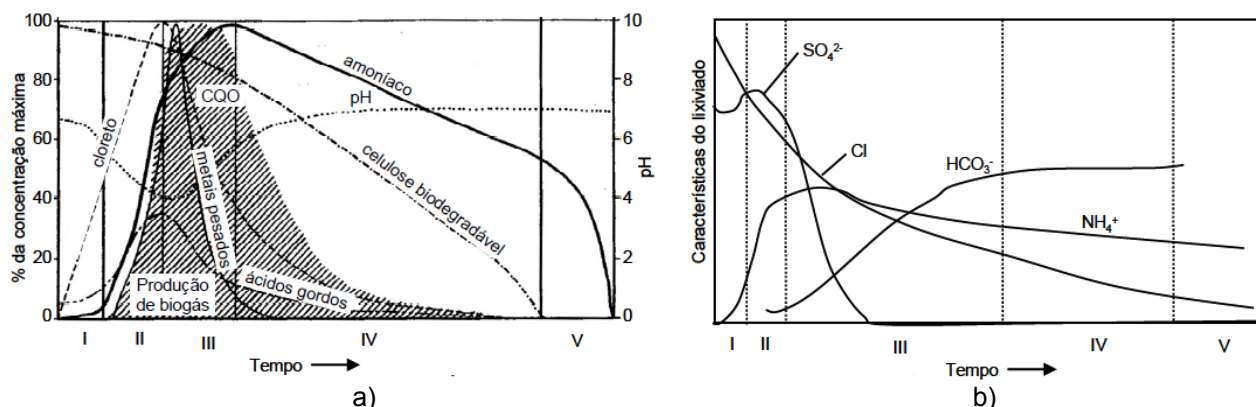 % da concentração máxima
100
80
60
40
20
0
cloreto
CQO
amoníaco
pH
metais pesados
celulose biodegradável
ácidos gordos
Produção
de biogás
10
8
6
4
2
0
pH
I II III IV V
Tempo
a)
Características do lixiviado
SO₄²⁻
Cl
HCO₃⁻
NH₄⁺
I II III IV V
Tempo
b)